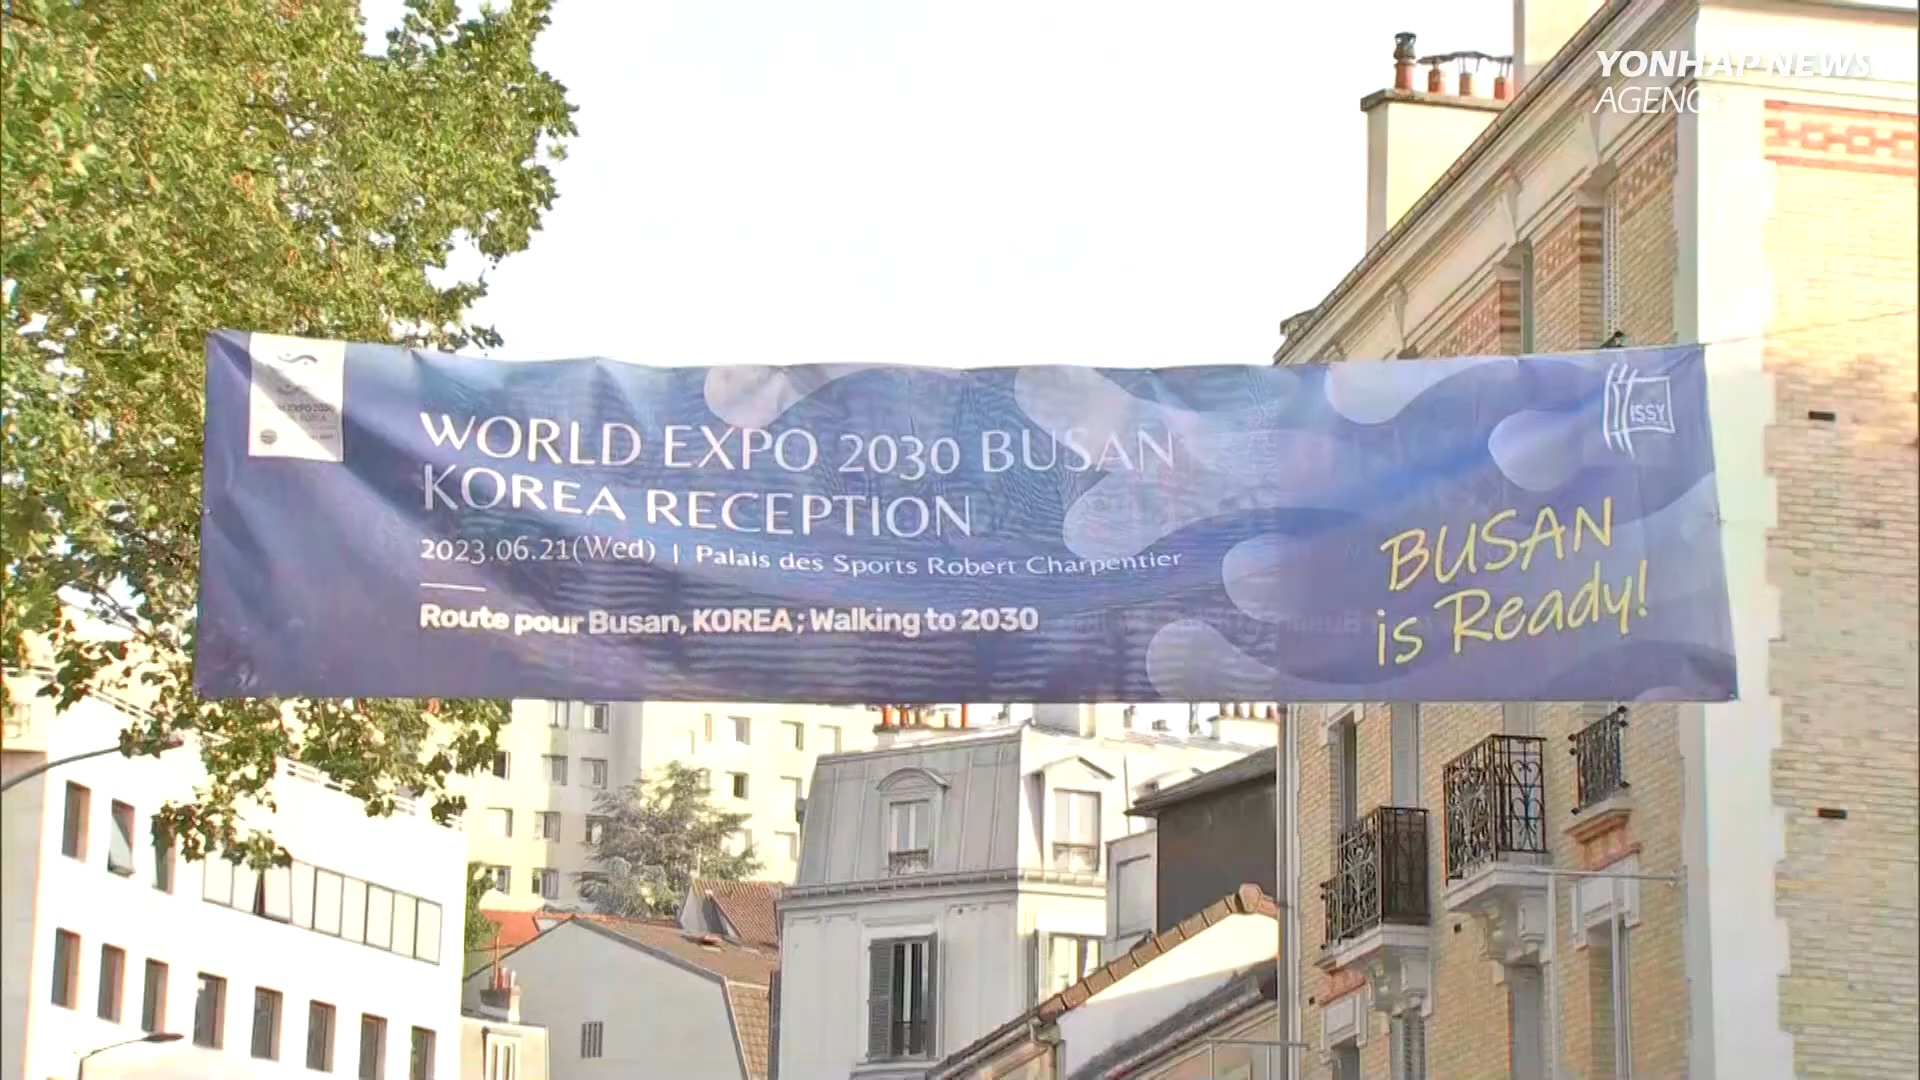 YONHAP NEWS
AGENCY
WORLD EXPO 2030 BUSAN
KOREA RECEPTION
2023.06.21(Wed) | Palais des Sports Robert Charpentier
Route pour Busan, KOREA ; Walking to 2030
ISSY
BUSAN
is Ready!